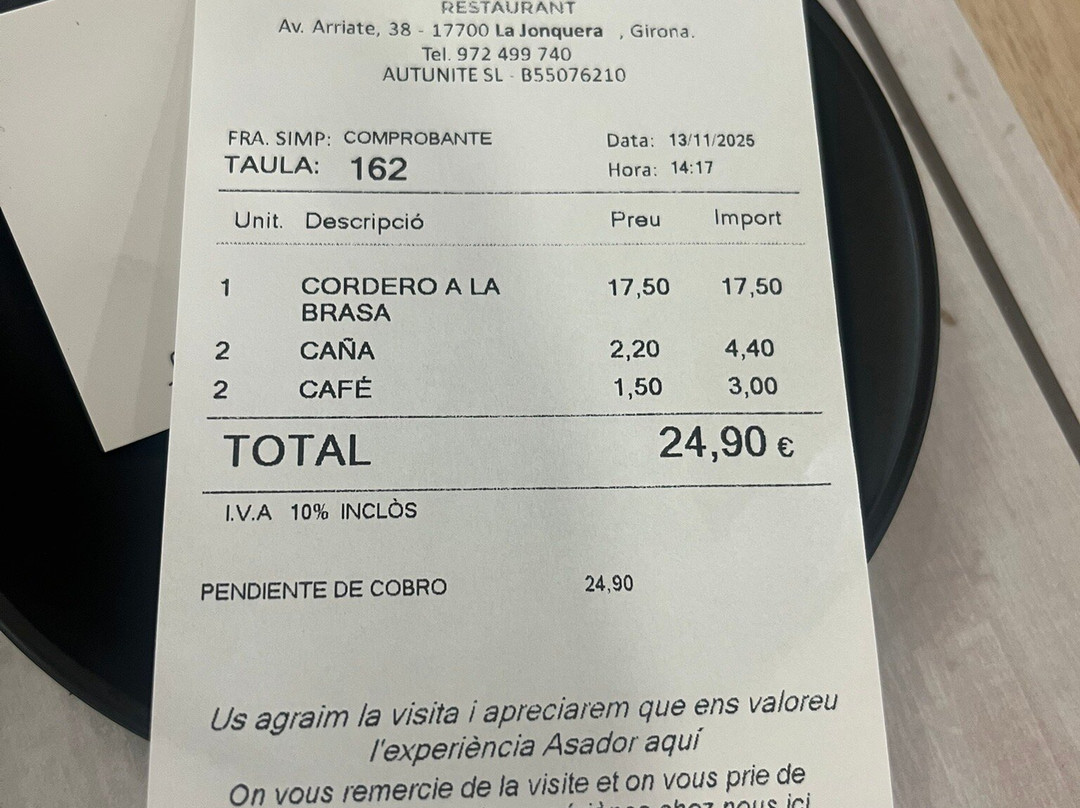 RESTAURANT
Av. Arriate, 38 - 17700 La Jonquera , Girona.
Tel. 972 499 740
AUTUNITE SL - B55076210
FRA. SIMP: COMPROBANTE Data: 13/11/2025
TAULA: 162 Hora: 14:17
Unit. Descripció Preu Import
1 CORDERO A LA 17,50 17,50
BRASA
2 CAÑA 2,20 4,40
2 CAFÉ 1,50 3,00
TOTAL 24,90 €
I.V.A 10% INCLÒS
PENDIENTE DE COBRO 24,90
Us agraim la visita i apreciarem que ens valoreu
l'experiència Asador aquí
On vous remercie de la visite et on vous prie de
chez nous ici